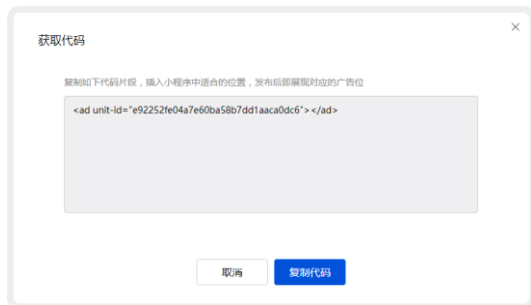 获取代码
复制如下代码片段，插入小程序中适合的位置，发布后即展现对应的广告位
<ad unit-id="e92252fe04a7e60ba58b7dd1aaca0dc6"></ad>
取消
复制代码